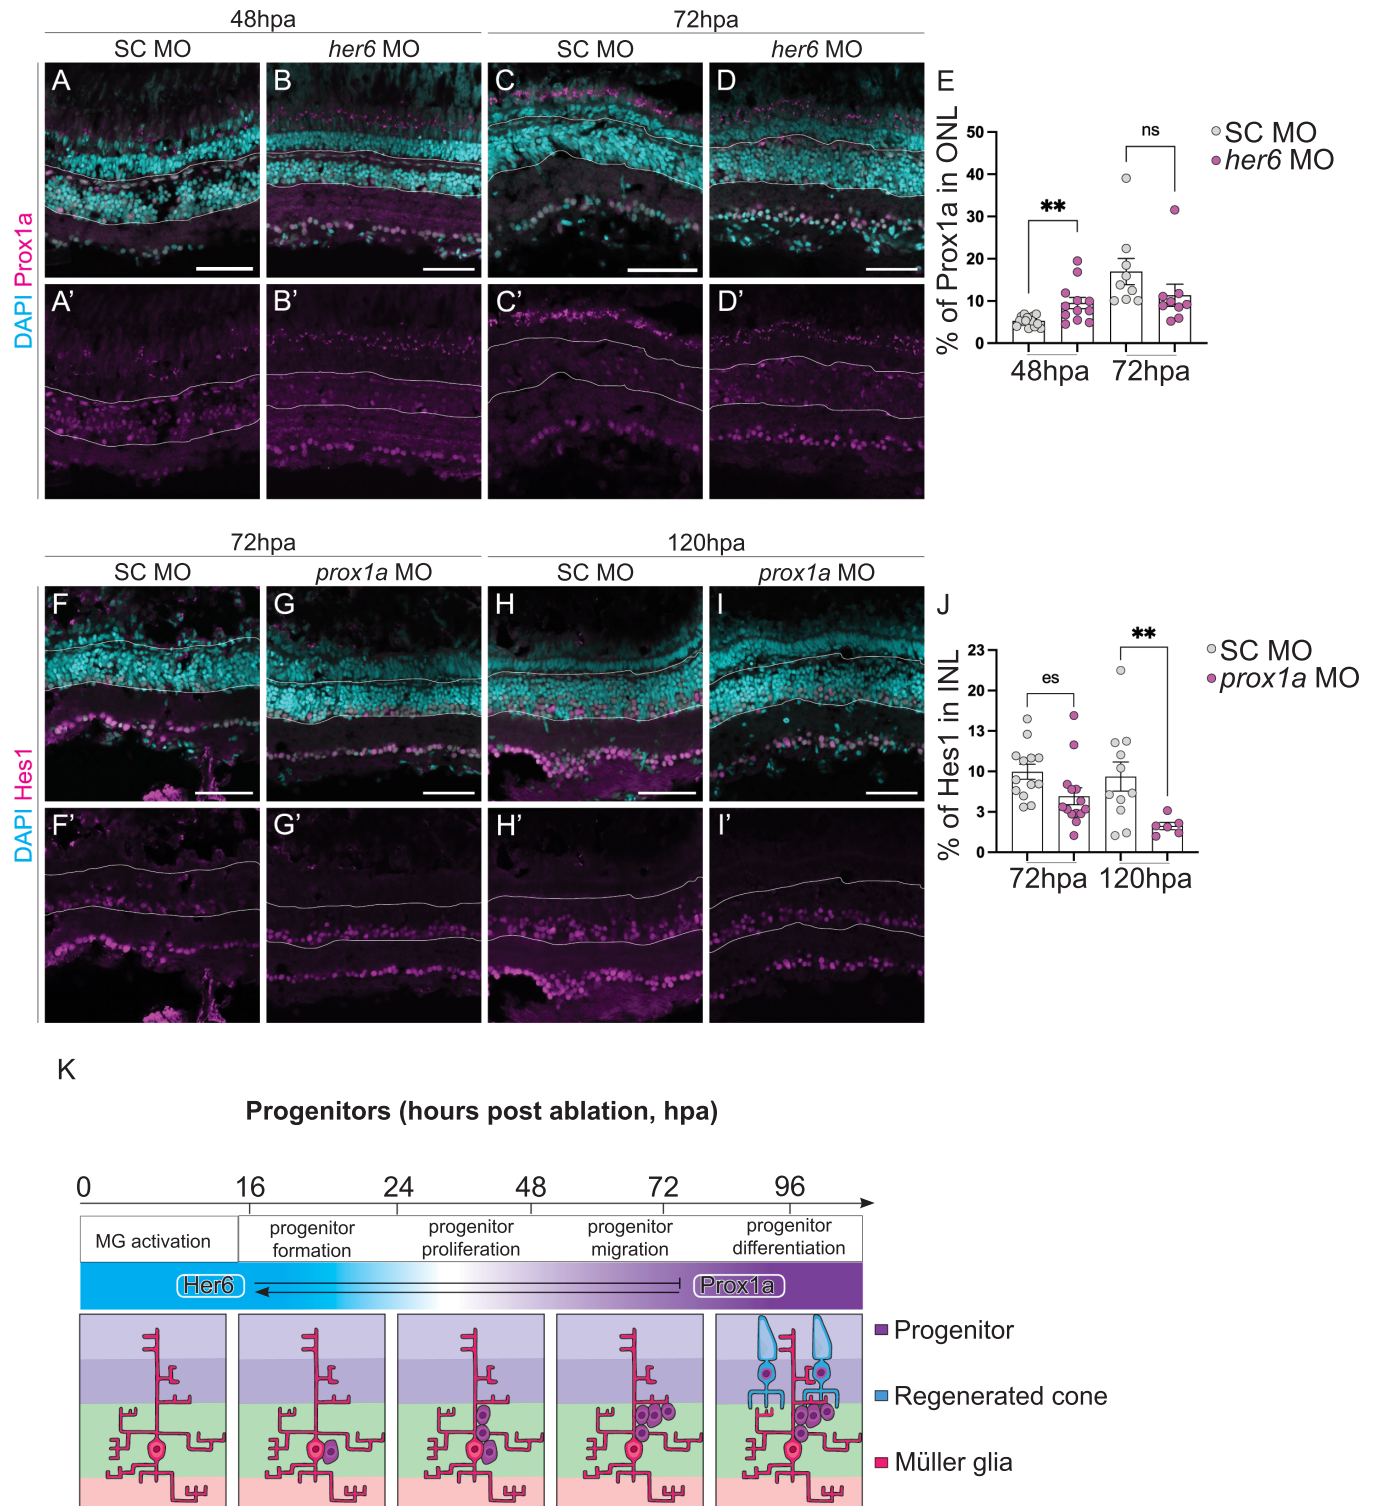 48hpa 72hpa
SC MO her6 MO SC MO her6 MO
A B C D E
DAPI Prox1a
A’ B’ C’ D’
% of Prox1a in ONL
50
40
30
20
10
0
** ns
SC MO
her6 MO
48hpa 72hpa
72hpa 120hpa
SC MO prox1a MO SC MO prox1a MO
F G H I J
DAPI Hes1
F’ G’ H’ I’
% of Hes1 in INL
23
20
13
10
3
0
es **
SC MO
prox1a MO
72hpa 120hpa
K
Progenitors (hours post ablation, hpa)
0 16 24 48 72 96
MG activation
progenitor
formation
progenitor
proliferation
progenitor
migration
progenitor
differentiation
Her6 Prox1a
Progenitor
Regenerated cone
Müller glia